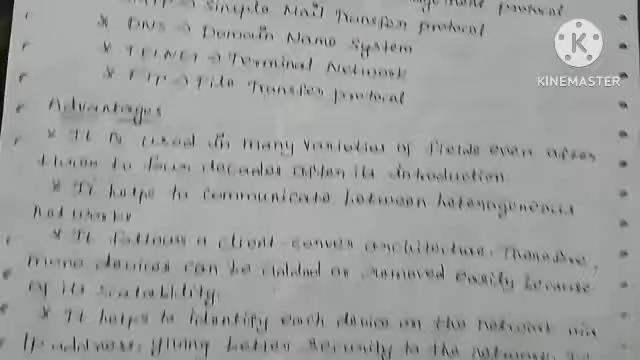 Simple Mail Transfer protocol
* DNS → Domain Name System
* TELNET → Terminal Network
* FTP → File Transfer protocol
Advantages
* It is used in many varieties of fields even after
three to four decades after its introduction.
* It helps to communicate between heterogeneous
networks
* It follows a client-server architecture. Therefore,
more devices can be added or removed easily because
of its scalability.
* It helps to identify each device on the network via
Ip address, giving better security to the network
K
KINEMASTER